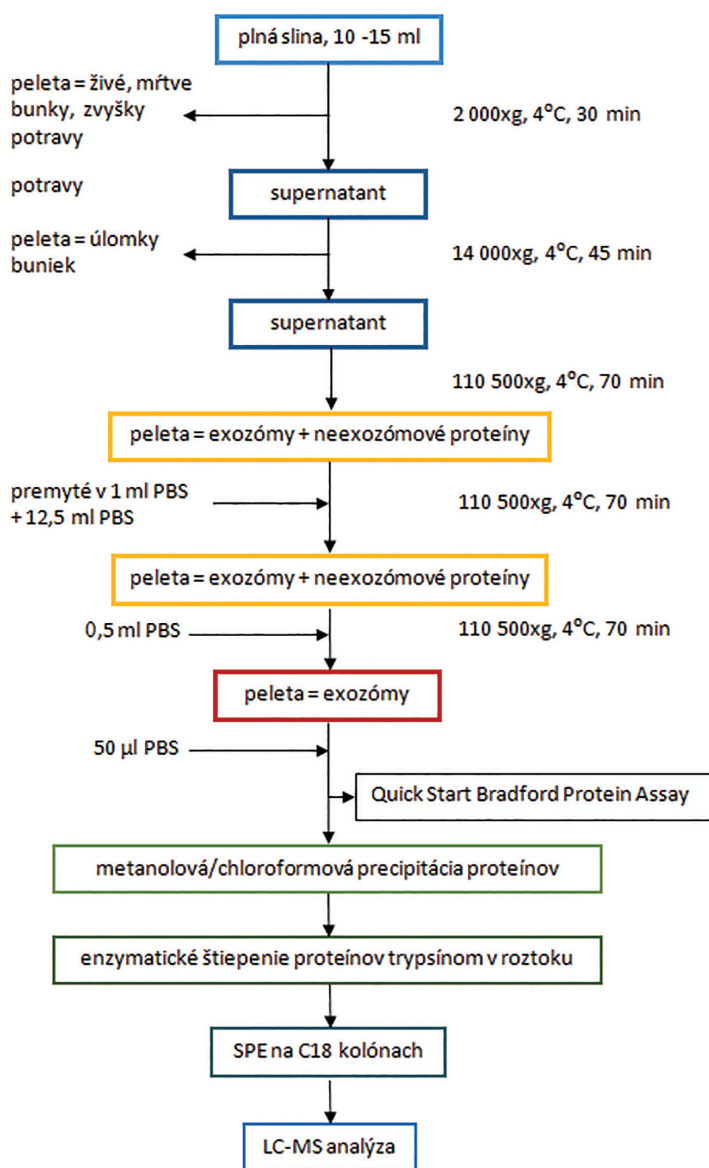 plná slina, 10 -15 ml
peleta = živé, mŕtve
bunky, zvyšky
potravy
2 000xg, 4°C, 30 min
potravy
supernatant
peleta = úlomky
buniek
14 000xg, 4°C, 45 min
supernatant
110 500xg, 4°C, 70 min
peleta = exozómy + neexozómové proteíny
premyté v 1 ml PBS
+ 12,5 ml PBS
110 500xg, 4°C, 70 min
peleta = exozómy + neexozómové proteíny
0,5 ml PBS
110 500xg, 4°C, 70 min
peleta = exozómy
50 µl PBS
Quick Start Bradford Protein Assay
metanolová/chloroformová precipitácia proteínov
enzymatické štiepenie proteínov trypsínom v roztoku
SPE na C18 kolónach
LC-MS analýza